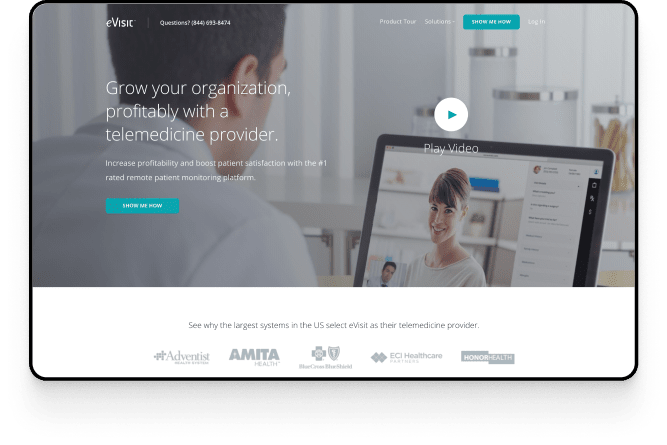 eVisit
Questions? (844) 693-8474
Product Tour
Solutions
SHOW ME HOW
Log In
Grow your organization,
profitably with a
telemedicine provider.
Increase profitability and boost patient satisfaction with the #1
rated remote patient monitoring platform.
SHOW ME HOW
Play Video
See why the largest systems in the US select eVisit as their telemedicine provider.
Adventist
HEALTH SYSTEM
AMITA
HEALTH
BlueCross BlueShield
ECI Healthcare
PARTNERS
HONORHEALTH